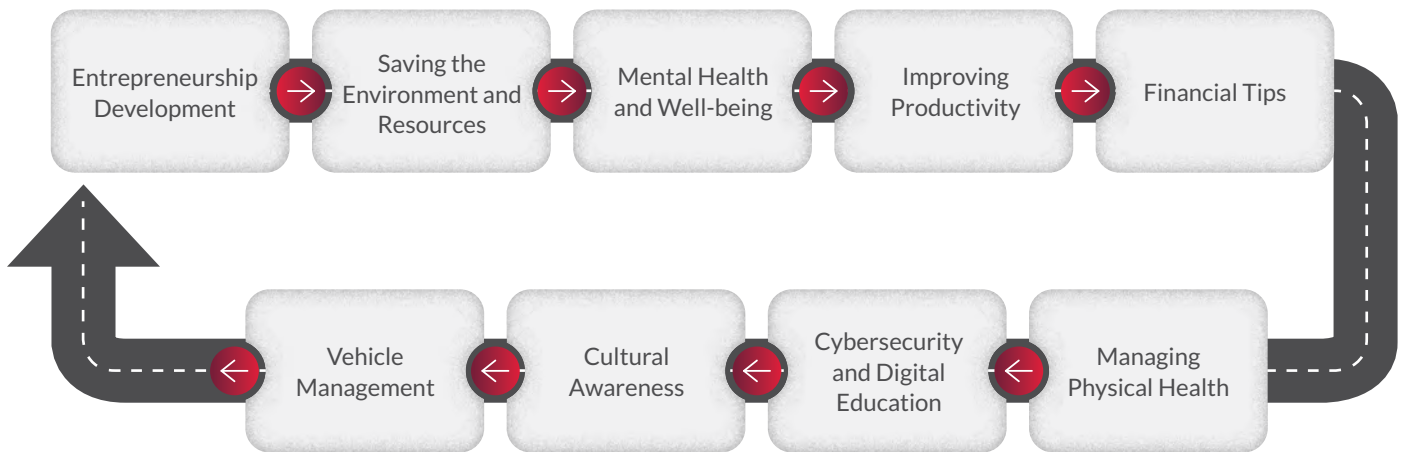 Entrepreneurship
Development
Saving the
Environment and
Resources
Mental Health
and Well-being
Improving
Productivity
Financial Tips
Managing
Physical Health
Cybersecurity
and Digital
Education
Cultural
Awareness
Vehicle
Management